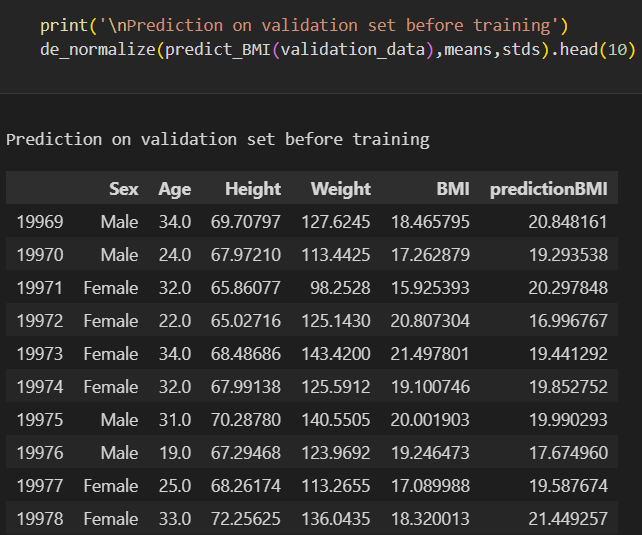 print('\nPrediction on validation set before training')
de_normalize(predict_BMI(validation_data),means,stds).head(10)
Prediction on validation set before training
Sex Age Height Weight BMI predictionBMI
19969 Male 34.0 69.70797 127.6245 18.465795 20.848161
19970 Male 24.0 67.97210 113.4425 17.262879 19.293538
19971 Female 32.0 65.86077 98.2528 15.925393 20.297848
19972 Female 22.0 65.02716 125.1430 20.807304 16.996767
19973 Female 34.0 68.48686 143.4200 21.497801 19.441292
19974 Female 32.0 67.99138 125.5912 19.100746 19.852752
19975 Male 31.0 70.28780 140.5505 20.001903 19.990293
19976 Male 19.0 67.29468 123.9692 19.246473 17.674960
19977 Female 25.0 68.26174 113.2655 17.089988 19.587674
19978 Female 33.0 72.25625 136.0435 18.320013 21.449257